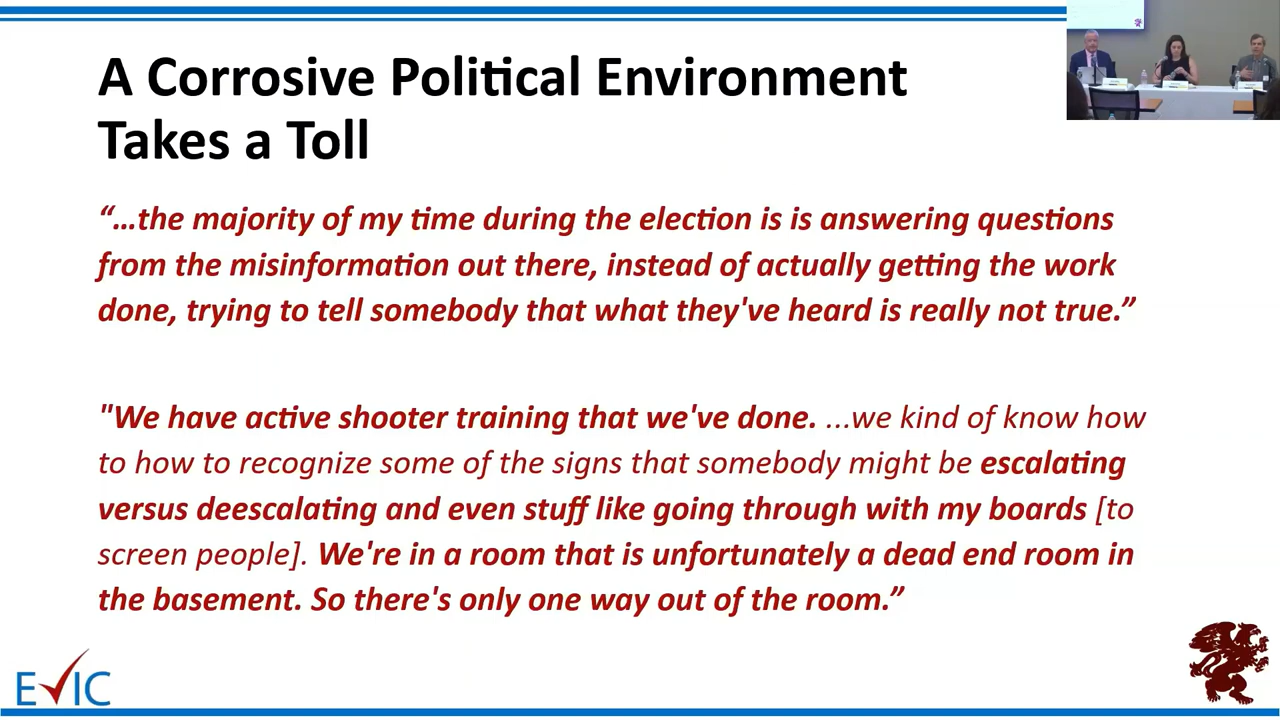 A Corrosive Political Environment
Takes a Toll
“…the majority of my time during the election is is answering questions
from the misinformation out there, instead of actually getting the work
done, trying to tell somebody that what they've heard is really not true.”
"We have active shooter training that we've done. ...we kind of know how
to how to recognize some of the signs that somebody might be escalating
versus deescalating and even stuff like going through with my boards [to
screen people]. We're in a room that is unfortunately a dead end room in
the basement. So there's only one way out of the room.”
EVIC